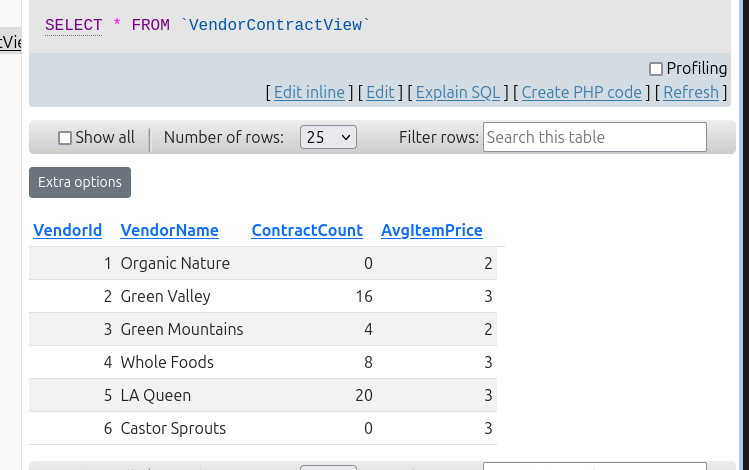 SELECT * FROM `VendorContractView`
Profiling
[ Edit inline ] [ Edit ] [ Explain SQL ] [ Create PHP code ] [ Refresh ]
Show all Number of rows: 25 Filter rows: Search this table
Extra options
VendorId VendorName ContractCount AvgItemPrice
1 Organic Nature 0 2
2 Green Valley 16 3
3 Green Mountains 4 2
4 Whole Foods 8 3
5 LA Queen 20 3
6 Castor Sprouts 0 3